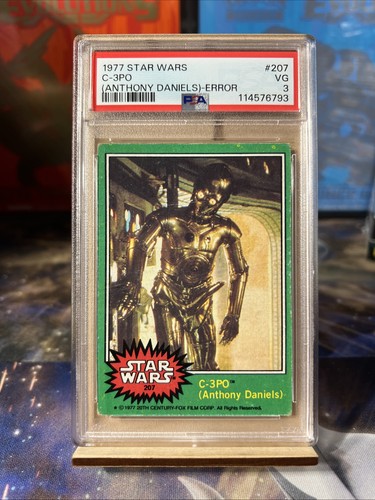 1977 STAR WARS #207
C-3PO VG
(ANTHONY DANIELS)-ERROR 3
PSA 114576793
STAR
WARS
207
C-3PO™
(Anthony Daniels)
★ © 1977 20TH CENTURY-FOX FILM CORP. All Rights Reserved.